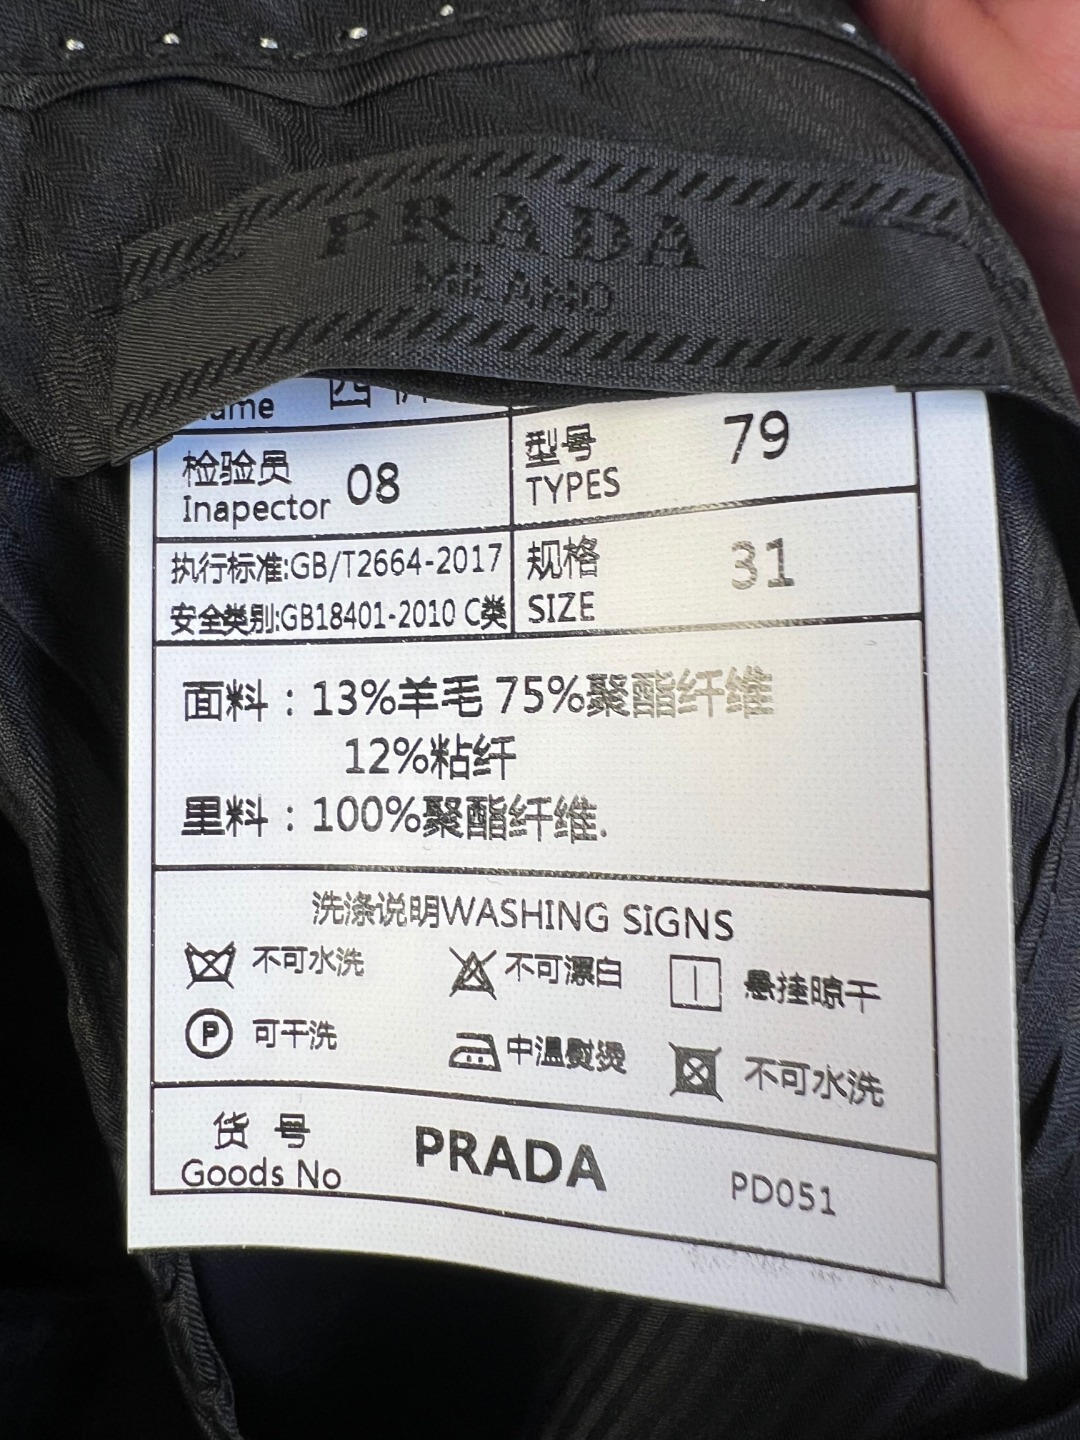 PRADA
MILANO
Name 西裤
检验员 08
Inapector
型号 79
TYPES
执行标准:GB/T2664-2017
安全类别:GB18401-2010 C类
规格 31
SIZE
面料：13%羊毛 75%聚酯纤维
12%粘纤
里料：100%聚酯纤维.
洗涤说明WASHING SIGNS
不可水洗 不可漂白 悬挂晾干
P 可干洗 中温熨烫 不可水洗
货号
Goods No PRADA PD051